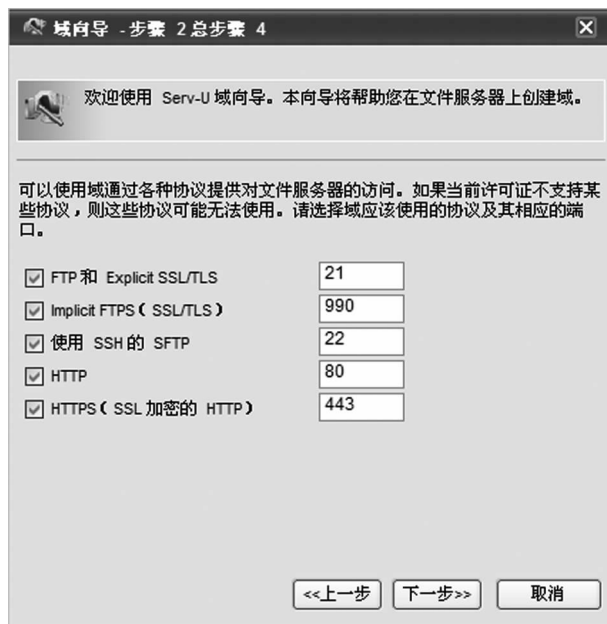 域向导 - 步骤 2 总步骤 4
欢迎使用 Serv-U 域向导。本向导将帮助您在文件服务器上创建域。
可以使用域通过各种协议提供对文件服务器的访问。如果当前许可证不支持某
些协议，则这些协议可能无法使用。请选择域应该使用的协议及其相应的端
口。
FTP 和 Explicit SSL/TLS 21
Implicit FTPS（SSL/TLS） 990
使用 SSH 的 SFTP 22
HTTP 80
HTTPS（SSL 加密的 HTTP） 443
<<上一步 下一步>> 取消